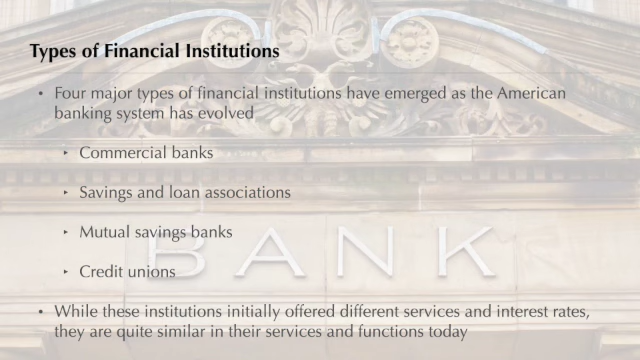 Types of Financial Institutions
• Four major types of financial institutions have emerged as the American
banking system has evolved
‣ Commercial banks
‣ Savings and loan associations
‣ Mutual savings banks
‣ Credit unions
BANK
• While these institutions initially offered different services and interest rates,
they are quite similar in their services and functions today